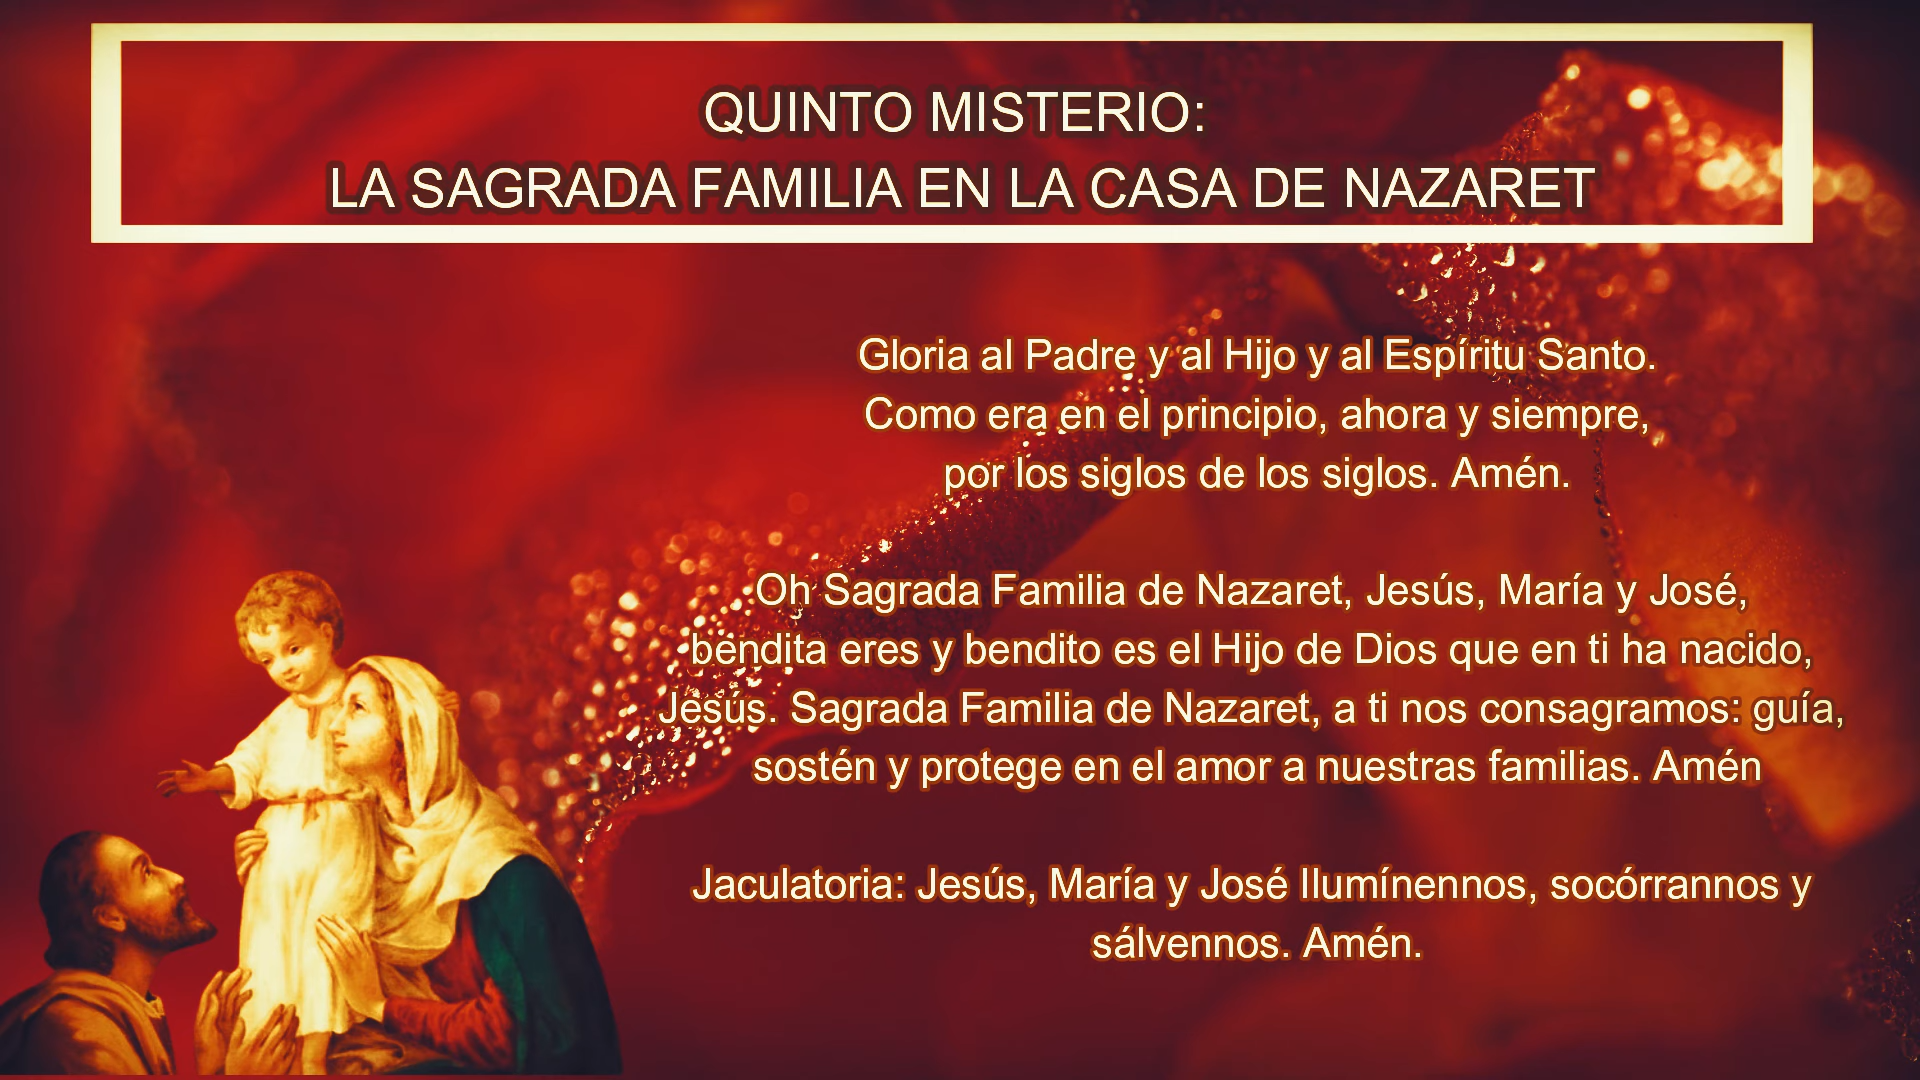 QUINTO MISTERIO:
LA SAGRADA FAMILIA EN LA CASA DE NAZARET
Gloria al Padre y al Hijo y al Espíritu Santo.
Como era en el principio, ahora y siempre,
por los siglos de los siglos. Amén.
Oh Sagrada Familia de Nazaret, Jesús, María y José,
bendita eres y bendito es el Hijo de Dios que en ti ha nacido,
Jesús. Sagrada Familia de Nazaret, a ti nos consagramos: guía,
sostén y protege en el amor a nuestras familias. Amén
Jaculatoria: Jesús, María y José Ilumínennos, socórrannos y
sálvennos. Amén.